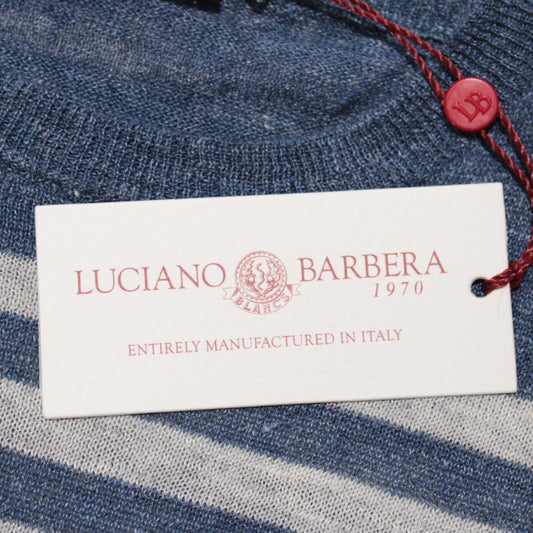 LB
LUCIANO BARBERA
BLANCS
1970
ENTIRELY MANUFACTURED IN ITALY